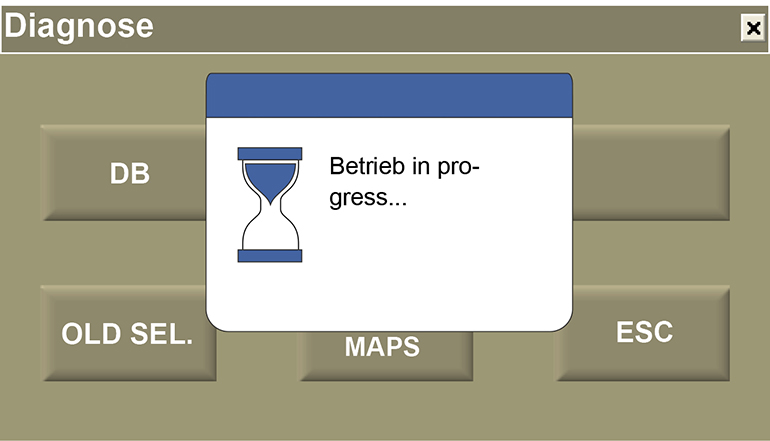 Diagnose
Betrieb in pro-
gress...
DB
OLD SEL.
MAPS
ESC